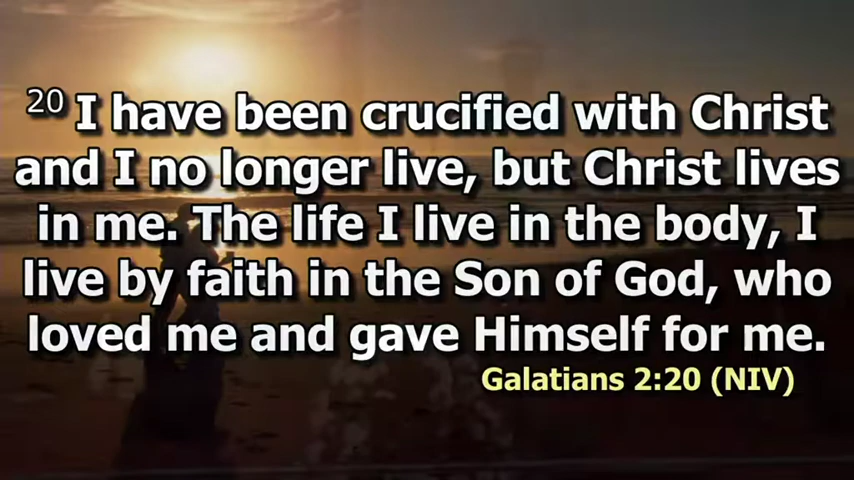 20 I have been crucified with Christ
and I no longer live, but Christ lives
in me. The life I live in the body, I
live by faith in the Son of God, who
loved me and gave Himself for me.
Galatians 2:20 (NIV)